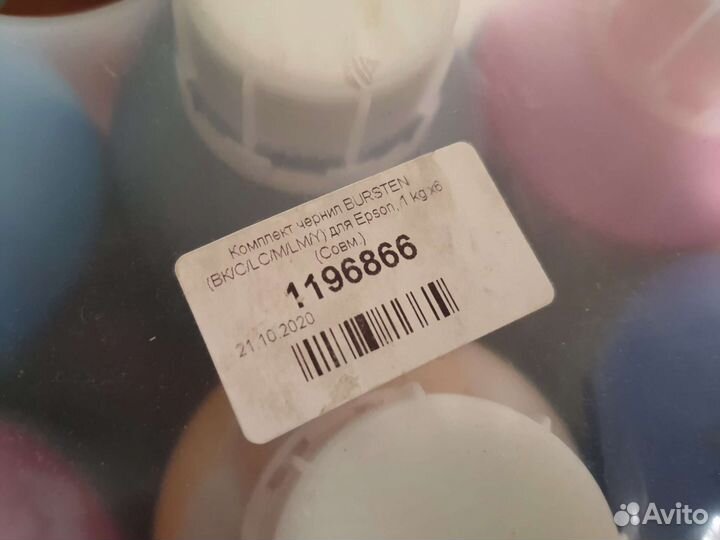 Комплект чернил BURSTEN
(BK/C/LC/M/LM/Y) для Epson, 1 kg x6
(Совм.)
1196866
21.10.2020
Avito